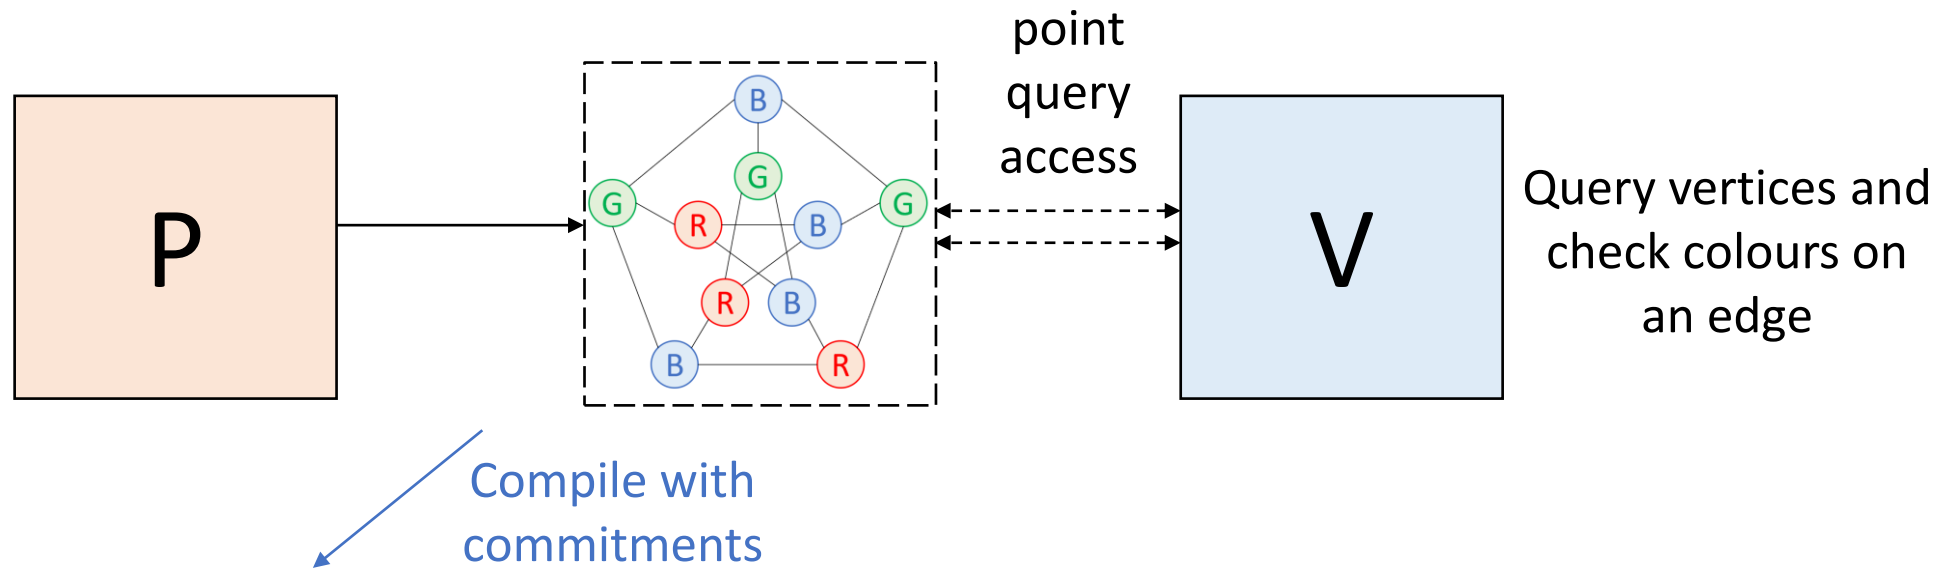 P
B
G
G
G
R
B
R
B
B
R
point
query
access
V
Query vertices and
check colours on
an edge
Compile with
commitments